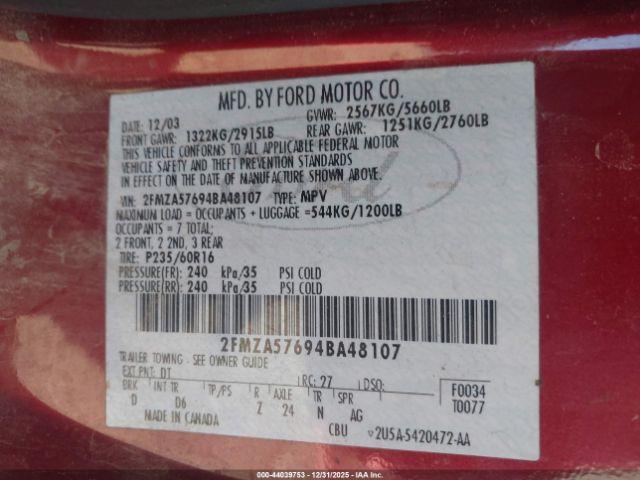 MFD. BY FORD MOTOR CO.
DATE: 12/03 GVWR: 2567KG/5660LB
FRONT GAWR: 1322KG/2915LB REAR GAWR: 1251KG/2760LB
THIS VEHICLE CONFORMS TO ALL APPLICABLE FEDERAL MOTOR
VEHICLE SAFETY AND THEFT PREVENTION STANDARDS
IN EFFECT ON THE DATE OF MANUFACTURE SHOWN ABOVE.
VIN: 2FMZA57694BA48107 TYPE: MPV
MAXIMUM LOAD = OCCUPANTS + LUGGAGE =544KG/1200LB
OCCUPANTS = 7 TOTAL;
2 FRONT, 2 2ND, 3 REAR
TIRE: P235/60R16
PRESSURE(FR): 240 kPa/35 PSI COLD
PRESSURE(RR): 240 kPa/35 PSI COLD
Ford
2FMZA57694BA48107
TRAILER TOWING - SEE OWNER GUIDE
EXT PNT: DT RC: 27 DSO: F0034
BRK INT TR TP/PS R AXLE TR SPR T0077
D D6 Z 24 N AG
MADE IN CANADA CBU 2U5A-5420472-AA
000-44039753 - 12/31/2025 - IAAI.COM